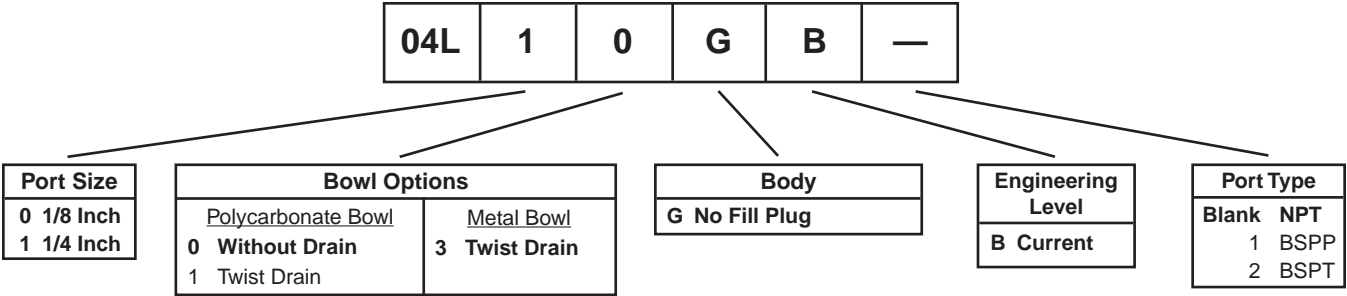 04L 1 0 G B —
Port Size
0 1/8 Inch
1 1/4 Inch
Bowl Options
Polycarbonate Bowl
0 Without Drain
1 Twist Drain
Metal Bowl
3 Twist Drain
Body
G No Fill Plug
Engineering
Level
B Current
Port Type
Blank NPT
1 BSPP
2 BSPT